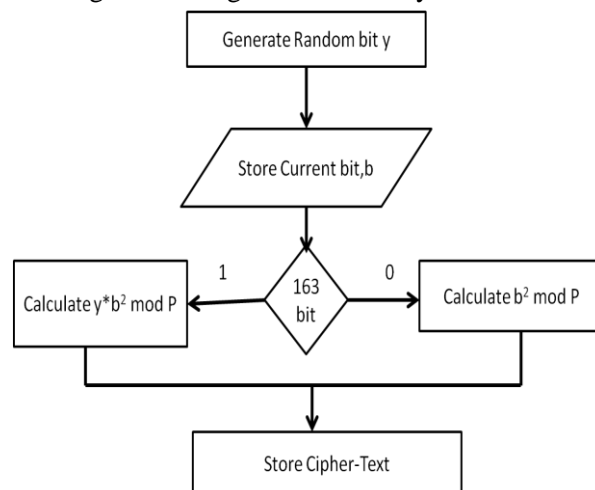 Generate Random bit y
Store Current bit,b
1
0
163
bit
Calculate y*b² mod P
Calculate b² mod P
Store Cipher-Text